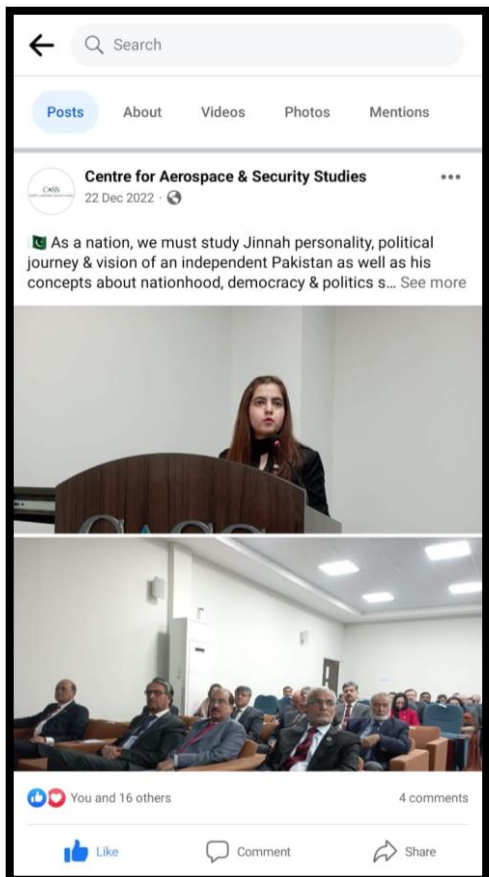 Search
Posts About Videos Photos Mentions
CASS
Centre for Aerospace & Security Studies
22 Dec 2022 ·
As a nation, we must study Jinnah personality, political
journey & vision of an independent Pakistan as well as his
concepts about nationhood, democracy & politics s... See more
CASS
You and 16 others 4 comments
Like Comment Share